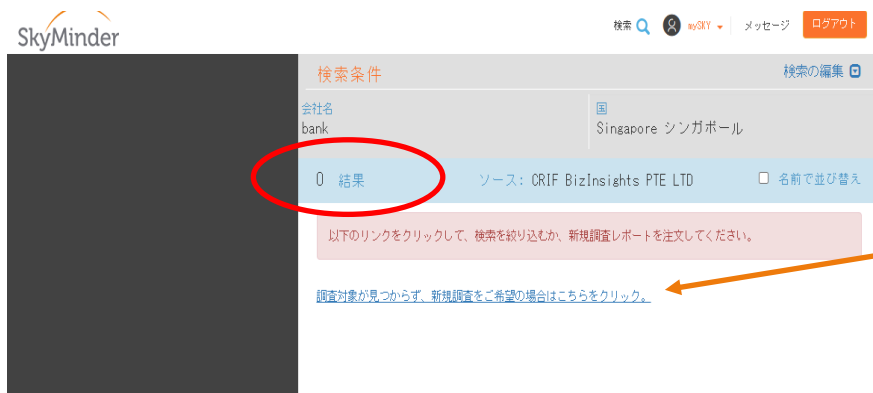 SkyMinder
検索 mySKY メッセージ ログアウト
検索条件 検索の編集
会社名 国
bank Singapore シンガポール
0 結果 ソース: CRIF BizInsights PTE LTD 名前で並び替え
以下のリンクをクリックして、検索を絞り込むか、新規調査レポートを注文してください。
調査対象が見つからず、新規調査をご希望の場合はこちらをクリック。